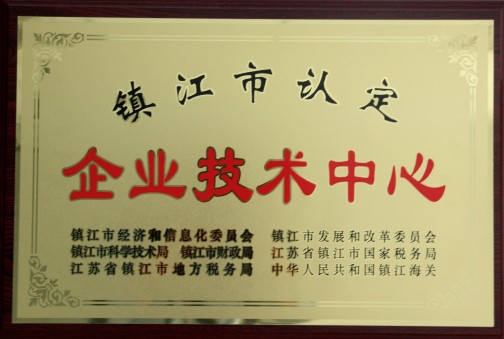 镇江市认定
企业技术中心
镇江市经济和信息化委员会 镇江市发展和改革委员会
镇江市科学技术局 镇江市财政局 江苏省镇江市国家税务局
江苏省镇江市地方税务局 中华人民共和国镇江海关